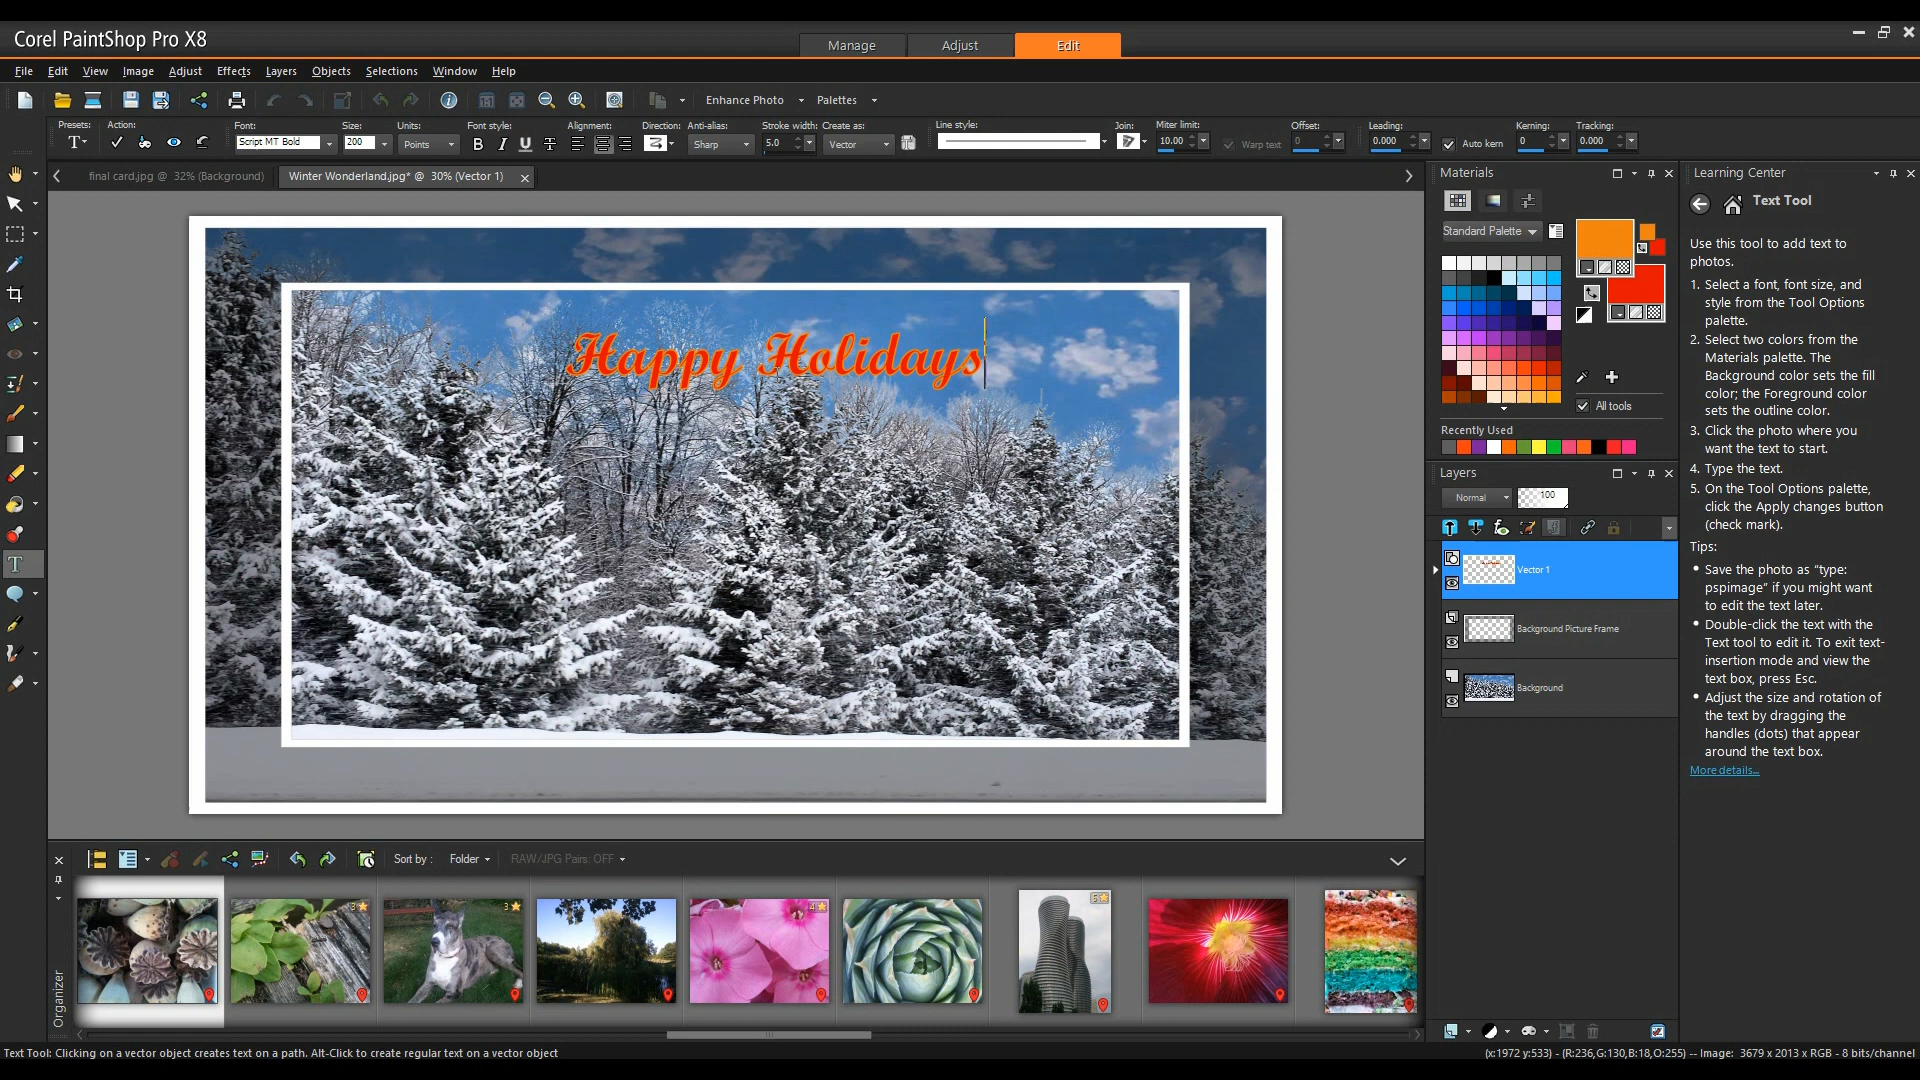 Corel PaintShop Pro X8
Manage
Adjust
Edit
File Edit View Image Adjust Effects Layers Objects Selections Window Help
Enhance Photo
Palettes
Presets:
Action:
Font:
Size:
Units:
Font style:
Alignment:
Direction:
Anti-alias:
Stroke width:
Create as:
Line style:
Join:
Miter limit:
Offset:
Leading:
Kerning:
Tracking:
Script MT Bold
200
Points
Sharp
5.0
Vector
10.00
Warp text
0
0.000
Auto kern
0
0.000
final card.jpg @ 32% (Background)
Winter Wonderland.jpg* @ 30% (Vector 1)
Happy Holidays
Materials
Standard Palette
All tools
Recently Used
Layers
Normal
100
Vector 1
Background Picture Frame
Background
Learning Center
Text Tool
Use this tool to add text to
photos.
1. Select a font, font size, and
style from the Tool Options
palette.
2. Select two colors from the
Materials palette. The
Background color sets the fill
color; the Foreground color
sets the outline color.
3. Click the photo where you
want the text to start.
4. Type the text.
5. On the Tool Options palette,
click the Apply changes button
(check mark).
Tips:
• Save the photo as “type:
pspimage” if you might want
to edit the text later.
• Double-click the text with the
Text tool to edit it. To exit text-
insertion mode and view the
text box, press Esc.
• Adjust the size and rotation of
the text by dragging the
handles (dots) that appear
around the text box.
More details...
Organizer
Sort by :
Folder
RAW/JPG Pairs: OFF
3
3
4
5
Text Tool: Clicking on a vector object creates text on a path. Alt-Click to create regular text on a vector object
(x:1972 y:533) - (R:236,G:130,B:18,O:255) -- Image: 3679 x 2013 x RGB - 8 bits/channel